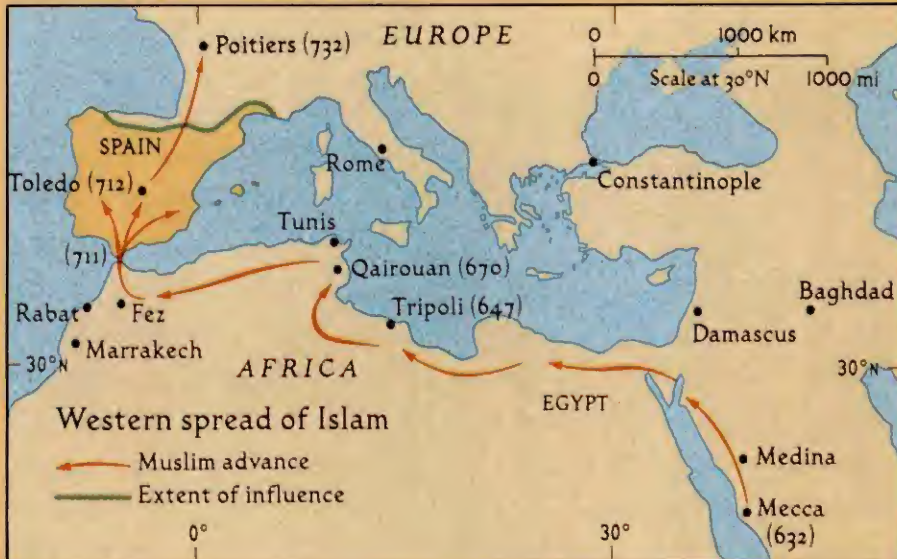 Poitiers (732)
EUROPE
0 1000 km
0 Scale at 30°N 1000 mi
SPAIN
Toledo (712)
Rome
Constantinople
Tunis
(711)
Qairouan (670)
Tripoli (647)
Baghdad
Damascus
Rabat
Fez
Marrakech
30°N
30°N
AFRICA
EGYPT
Western spread of Islam
Muslim advance
Extent of influence
Medina
Mecca
(632)
0°
30°